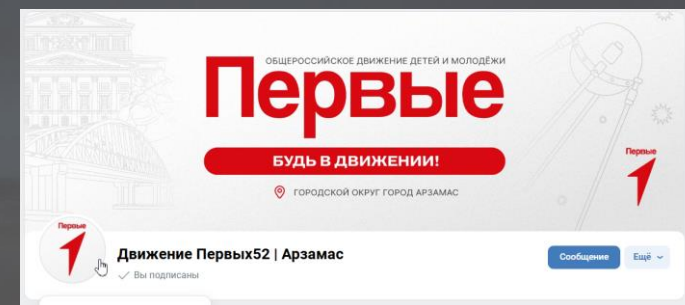 ОБЩЕРОССИЙСКОЕ ДВИЖЕНИЕ ДЕТЕЙ И МОЛОДЁЖИ
Первые
БУДЬ В ДВИЖЕНИИ!
ГОРОДСКОЙ ОКРУГ ГОРОД АРЗАМАС
Первые
Первые
Движение Первых52 | Арзамас
Вы подписаны
Сообщение
Ещё